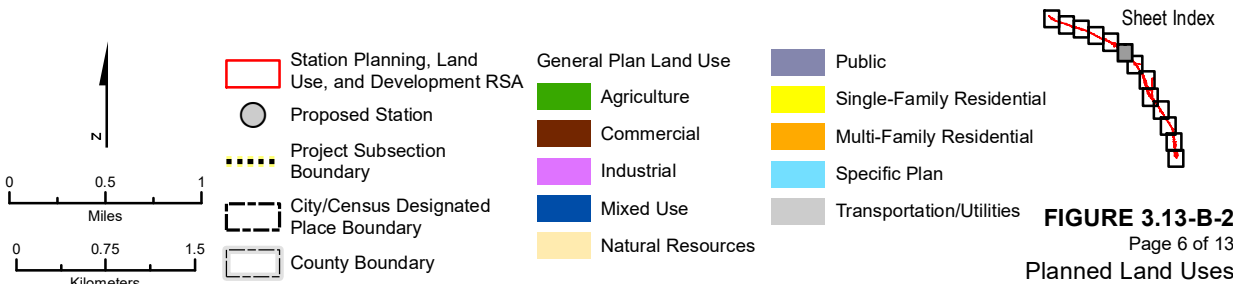 Z
0 0.5 1
Miles
0 0.75 1.5
Kilometers
Station Planning, Land
Use, and Development RSA
Proposed Station
Project Subsection
Boundary
City/Census Designated
Place Boundary
County Boundary
General Plan Land Use
Agriculture
Commercial
Industrial
Mixed Use
Natural Resources
Public
Single-Family Residential
Multi-Family Residential
Specific Plan
Transportation/Utilities
Sheet Index
FIGURE 3.13-B-2
Page 6 of 13
Planned Land Uses